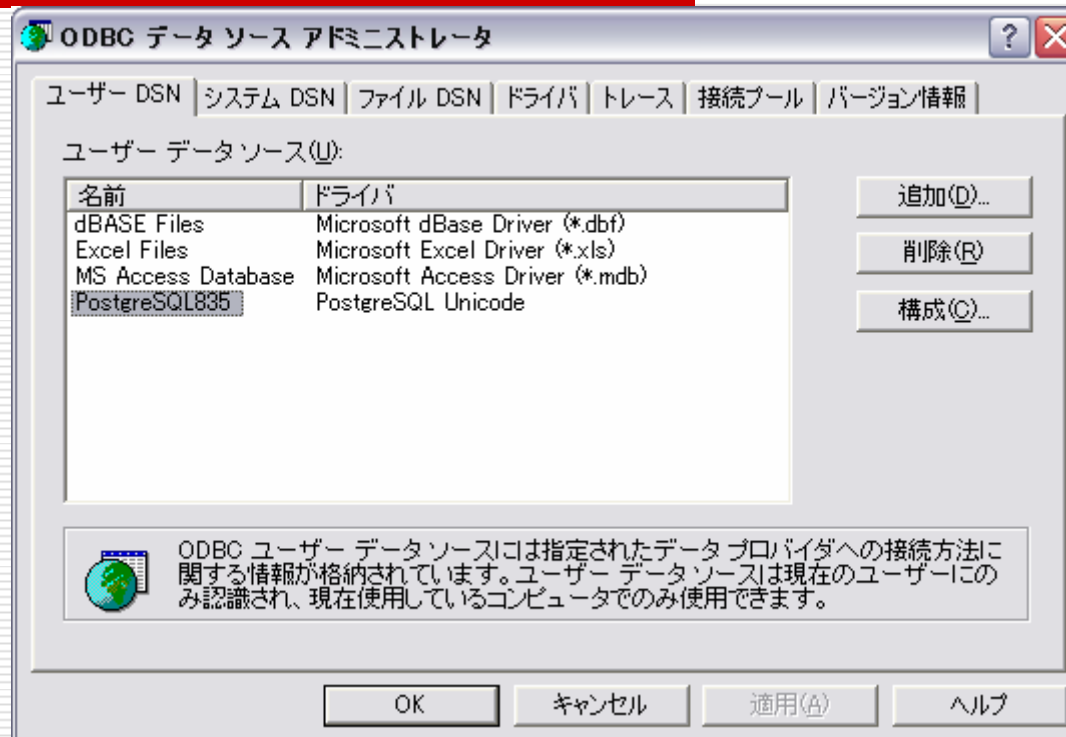 ODBC データ ソース アドミニストレータ
ユーザー DSN システム DSN ファイル DSN ドライバ トレース 接続プール バージョン情報
ユーザー データ ソース(U):
名前 ドライバ
dBASE Files Microsoft dBase Driver (*.dbf)
Excel Files Microsoft Excel Driver (*.xls)
MS Access Database Microsoft Access Driver (*.mdb)
PostgreSQL835 PostgreSQL Unicode
追加(D)...
削除(R)
構成(C)...
ODBC ユーザー データ ソースには指定されたデータ プロバイダへの接続方法に
関する情報が格納されています。ユーザー データ ソースは現在のユーザーにの
み認識され、現在使用しているコンピュータでのみ使用できます。
OK キャンセル 適用(A) ヘルプ